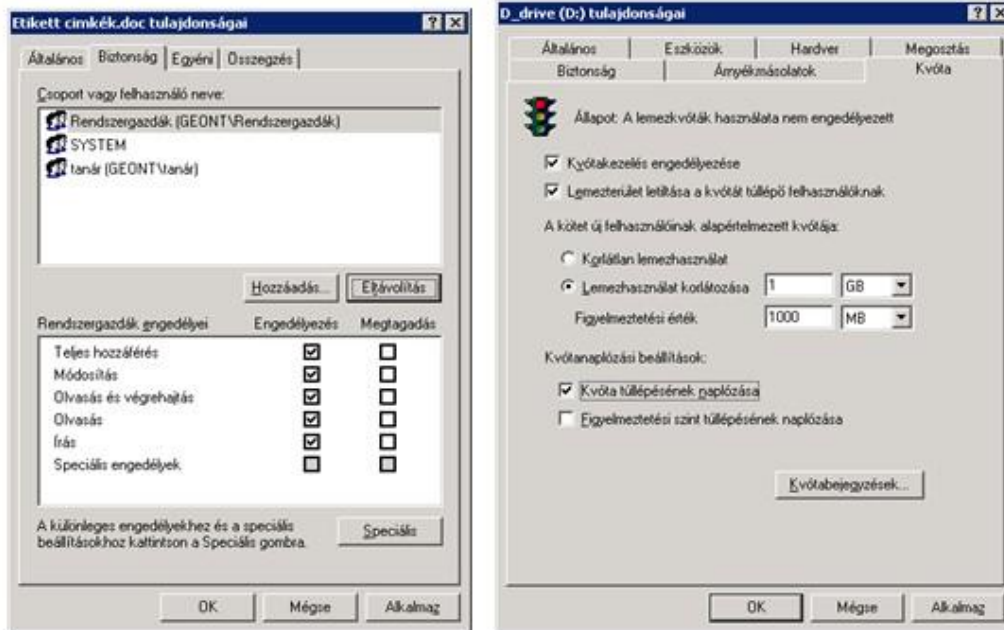 Etikett cimkék.doc tulajdonságai
Általános Biztonság Egyéni Összegzés
Csoport vagy felhasználó neve:
Rendszergazdák (GEONT\Rendszergazdák)
SYSTEM
tanár (GEONT\tanár)
Hozzáadás... Eltávolítás
Rendszergazdák engedélyei Engedélyezés Megtagadás
Teljes hozzáférés
Módosítás
Olvasás és végrehajtás
Olvasás
Írás
Speciális engedélyek
A különleges engedélyekhez és a speciális
beállításokhoz kattintson a Speciális gombra.
Speciális
OK Mégse Alkalmaz
D_drive (D:) tulajdonságai
Általános Eszközök Hardver Megosztás
Biztonság Árnyékmásolatok Kvóta
Állapot: A lemezkvóták használata nem engedélyezett
Kvótakezelés engedélyezése
Lemezterület letiltása a kvótát túllépő felhasználóknak
A kötet új felhasználóinak alapértelmezett kvótája:
Korlátlan lemezhasználat
Lemezhasználat korlátozása 1 GB
Figyelmeztetési érték 1000 MB
Kvótanaplózási beállítások:
Kvóta túllépésének naplózása
Figyelmeztetési szint túllépésének naplózása
Kvótabejegyzések...
OK Mégse Alkalmaz